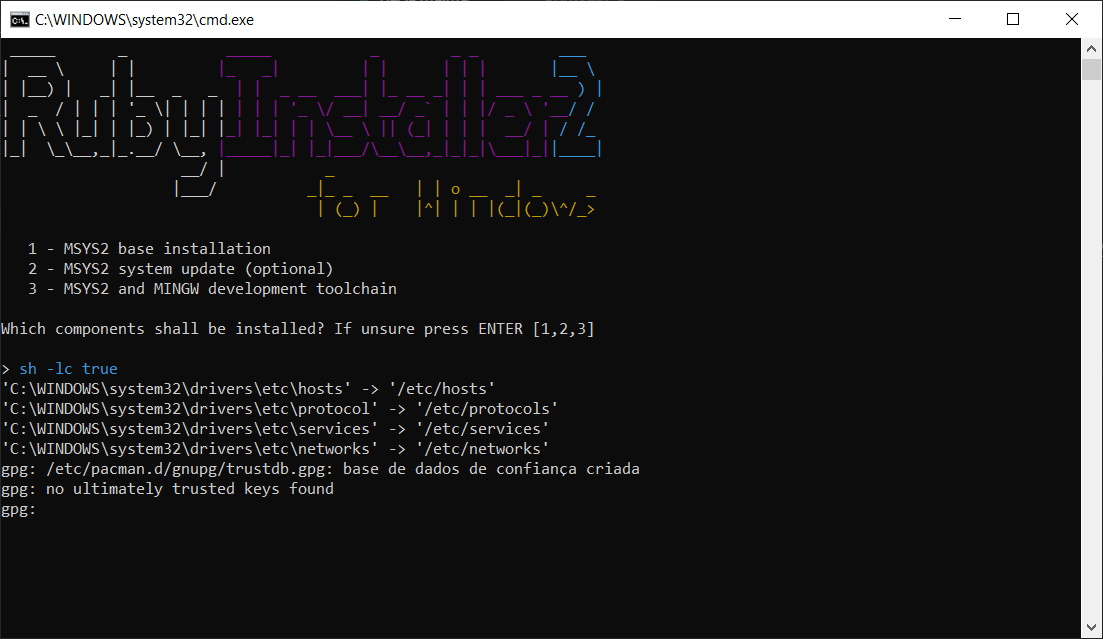 C:\WINDOWS\system32\cmd.exe
RubyInstaller2
for Windows
1 - MSYS2 base installation
2 - MSYS2 system update (optional)
3 - MSYS2 and MINGW development toolchain
Which components shall be installed? If unsure press ENTER [1,2,3]
> sh -lc true
'C:\WINDOWS\system32\drivers\etc\hosts' -> '/etc/hosts'
'C:\WINDOWS\system32\drivers\etc\protocol' -> '/etc/protocols'
'C:\WINDOWS\system32\drivers\etc\services' -> '/etc/services'
'C:\WINDOWS\system32\drivers\etc\networks' -> '/etc/networks'
gpg: /etc/pacman.d/gnupg/trustdb.gpg: base de dados de confiança criada
gpg: no ultimately trusted keys found
gpg: